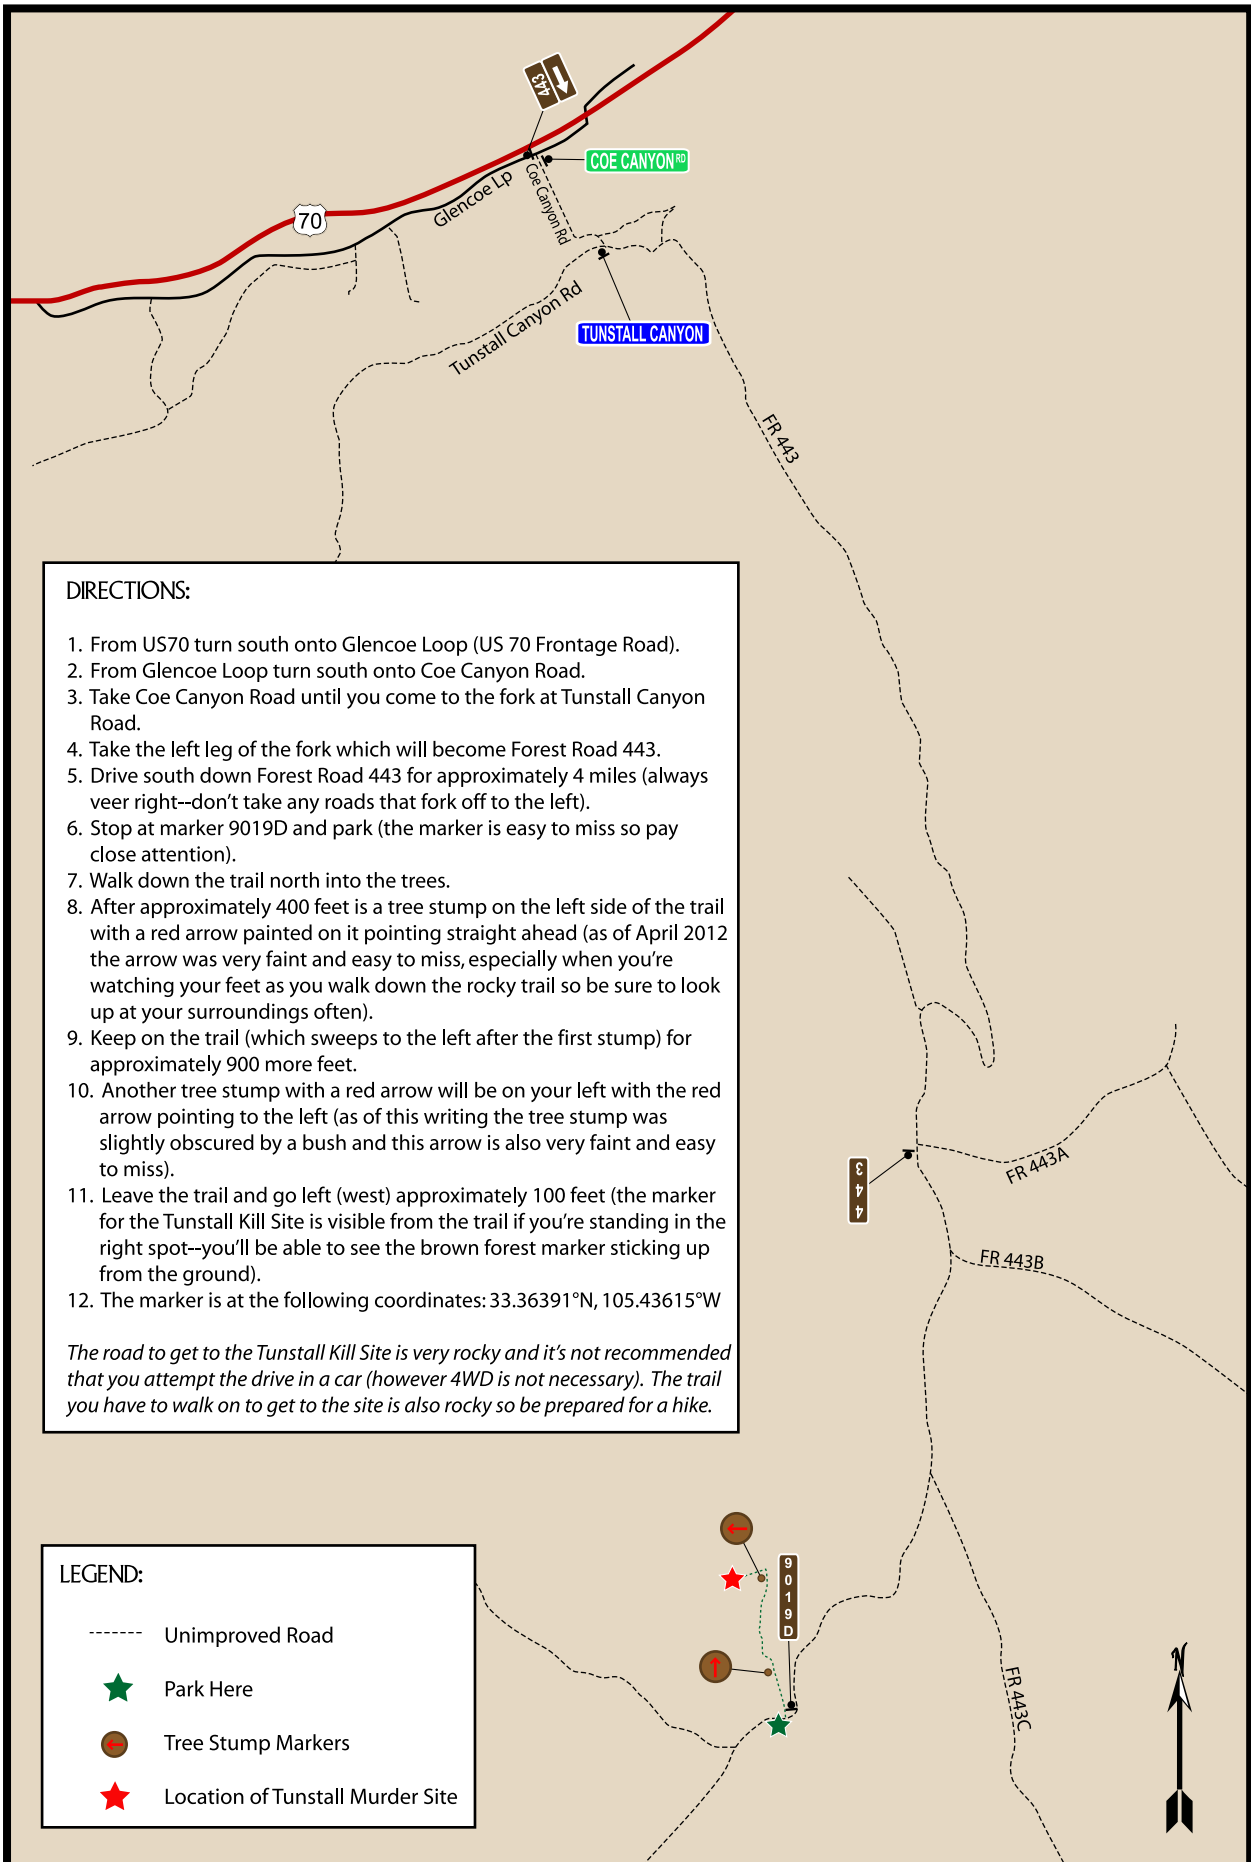 443
COE CANYON RD
Glencoe Lp
Coe Canyon Rd
70
TUNSTALL CANYON
Tunstall Canyon Rd
FR 443
DIRECTIONS:
1. From US70 turn south onto Glencoe Loop (US 70 Frontage Road).
2. From Glencoe Loop turn south onto Coe Canyon Road.
3. Take Coe Canyon Road until you come to the fork at Tunstall Canyon
Road.
4. Take the left leg of the fork which will become Forest Road 443.
5. Drive south down Forest Road 443 for approximately 4 miles (always
veer right--don't take any roads that fork off to the left).
6. Stop at marker 9019D and park (the marker is easy to miss so pay
close attention).
7. Walk down the trail north into the trees.
8. After approximately 400 feet is a tree stump on the left side of the trail
with a red arrow painted on it pointing straight ahead (as of April 2012
the arrow was very faint and easy to miss, especially when you're
watching your feet as you walk down the rocky trail so be sure to look
up at your surroundings often).
9. Keep on the trail (which sweeps to the left after the first stump) for
approximately 900 more feet.
10. Another tree stump with a red arrow will be on your left with the red
arrow pointing to the left (as of this writing the tree stump was
slightly obscured by a bush and this arrow is also very faint and easy
to miss).
11. Leave the trail and go left (west) approximately 100 feet (the marker
for the Tunstall Kill Site is visible from the trail if you're standing in the
right spot--you'll be able to see the brown forest marker sticking up
from the ground).
12. The marker is at the following coordinates: 33.36391°N, 105.43615°W
The road to get to the Tunstall Kill Site is very rocky and it's not recommended
that you attempt the drive in a car (however 4WD is not necessary). The trail
you have to walk on to get to the site is also rocky so be prepared for a hike.
FR 443A
443
FR 443B
9019D
FR 443C
N
LEGEND:
Unimproved Road
Park Here
Tree Stump Markers
Location of Tunstall Murder Site